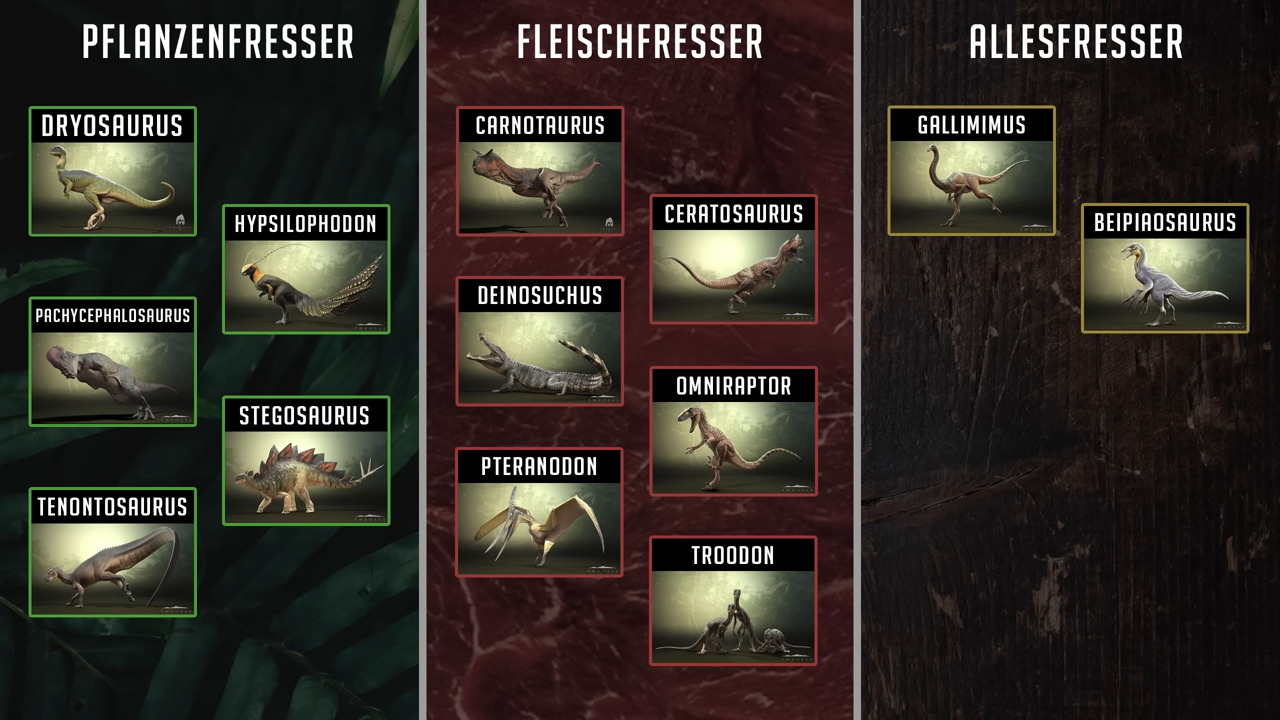 PFLANZENFRESSER
DRYOSAURUS
HYPSILOPHODON
PACHYCEPHALOSAURUS
STEGOSAURUS
TENONTOSAURUS
FLEISCHFRESSER
CARNOTAURUS
CERATOSAURUS
DEINOSUCHUS
OMNIRAPTOR
PTERANODON
TROODON
ALLESFRESSER
GALLIMIMUS
BEIPIAOSAURUS